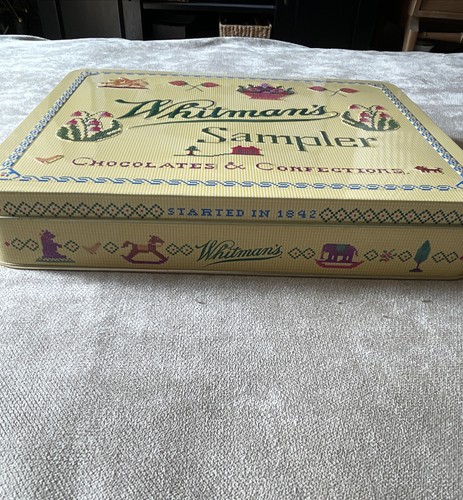 Whitman's
Sampler
CHOCOLATES & CONFECTIONS.
STARTED IN 1842
Whitman's